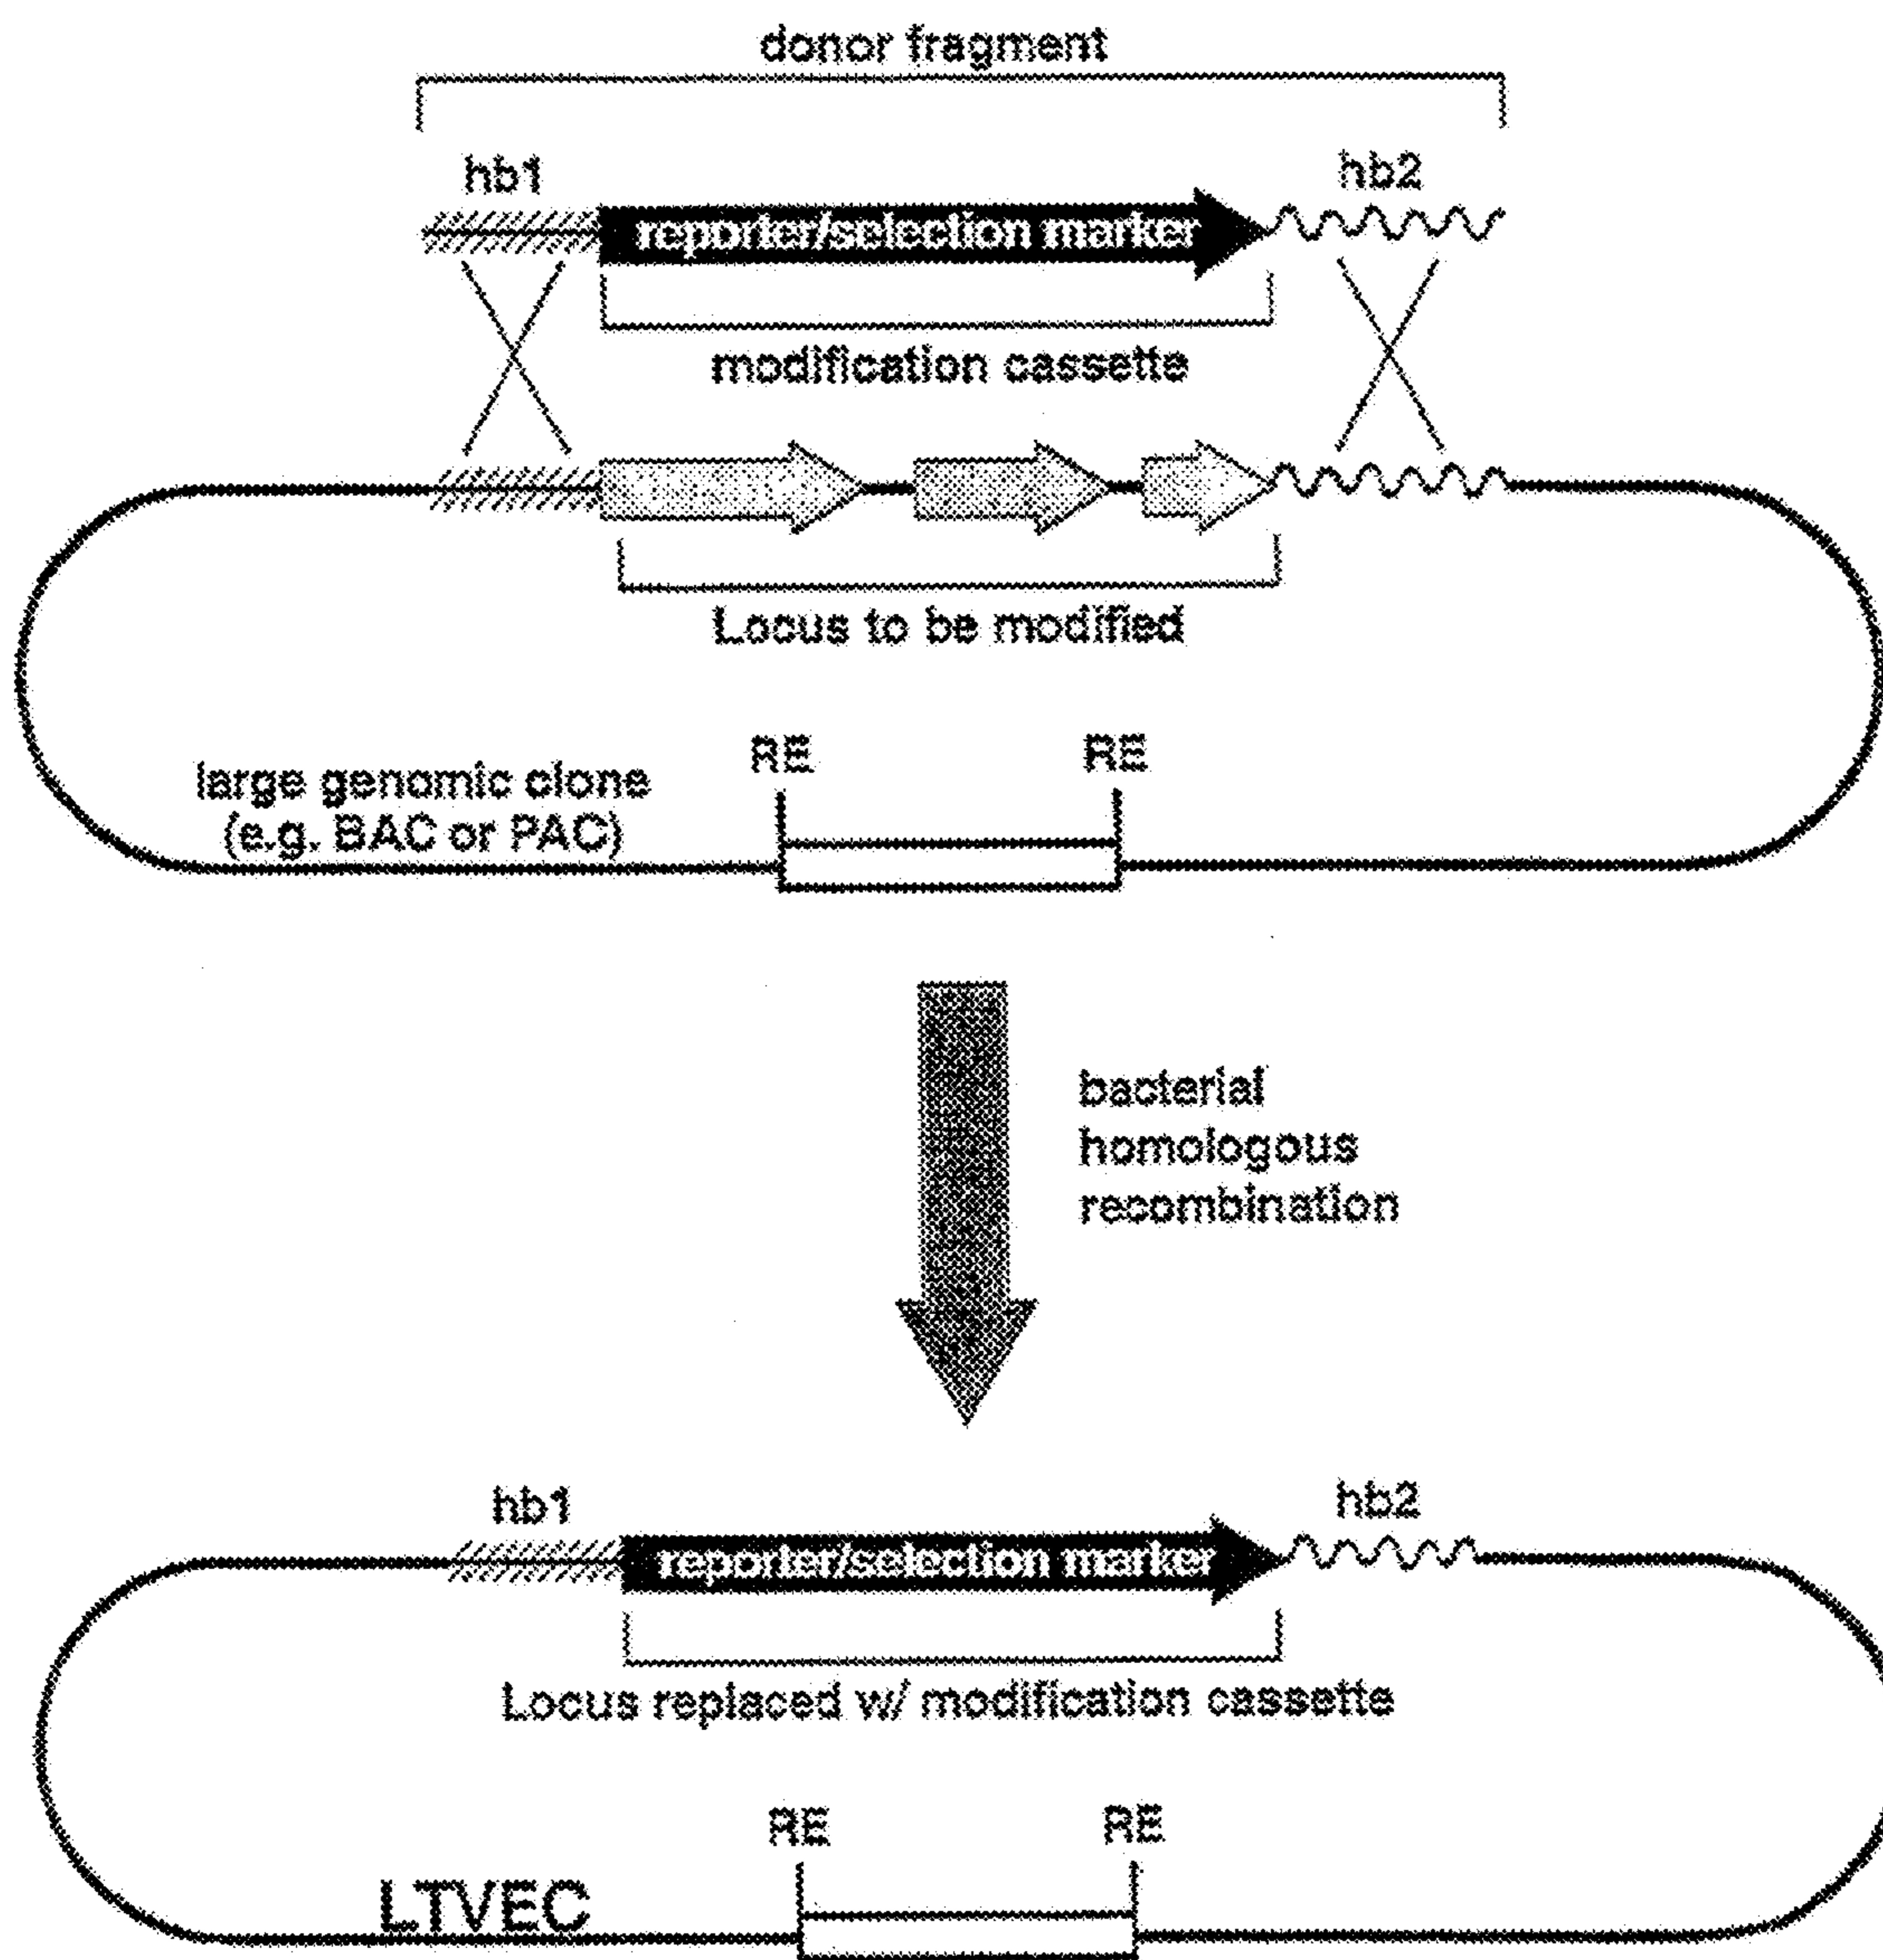 donor fragment
hb1
hb2
reporter/selection marker
modification cassette
Locus to be modified
RE
RE
large genomic clone
(e.g. BAC or PAC)
bacterial
homologous
recombination
hb1
hb2
reporter/selection marker
Locus replaced w/ modification cassette
RE
RE
LTVEC